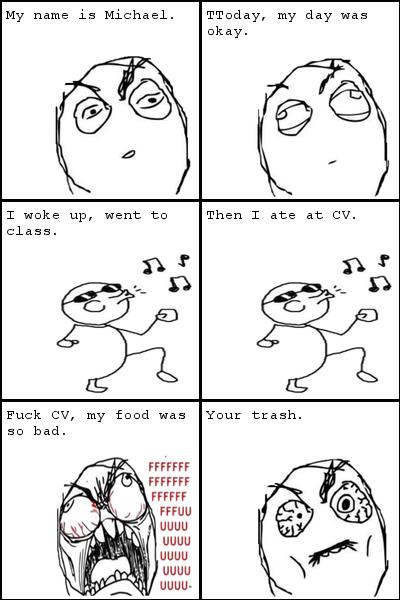 My name is Michael.
TToday, my day was
okay.
I woke up, went to
class.
Then I ate at CV.
Fuck CV, my food was
so bad.
FFFFFFF
FFFFFFF
FFFFFF
FFFUU
UUUU
UUUU
UUUU
UUUU
UUUU-
Your trash.